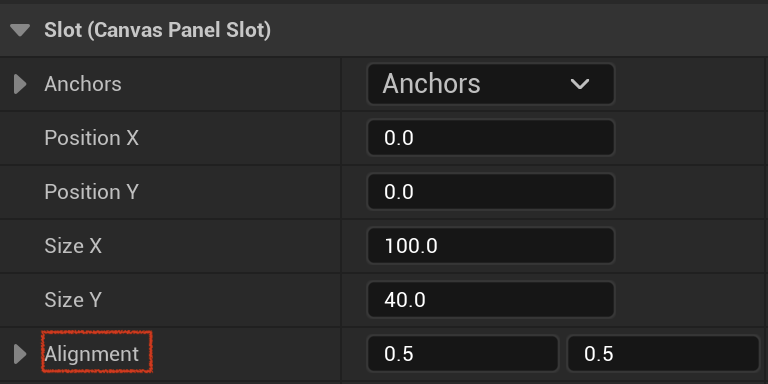 Slot (Canvas Panel Slot)
Anchors Anchors
Position X 0.0
Position Y 0.0
Size X 100.0
Size Y 40.0
Alignment 0.5 0.5